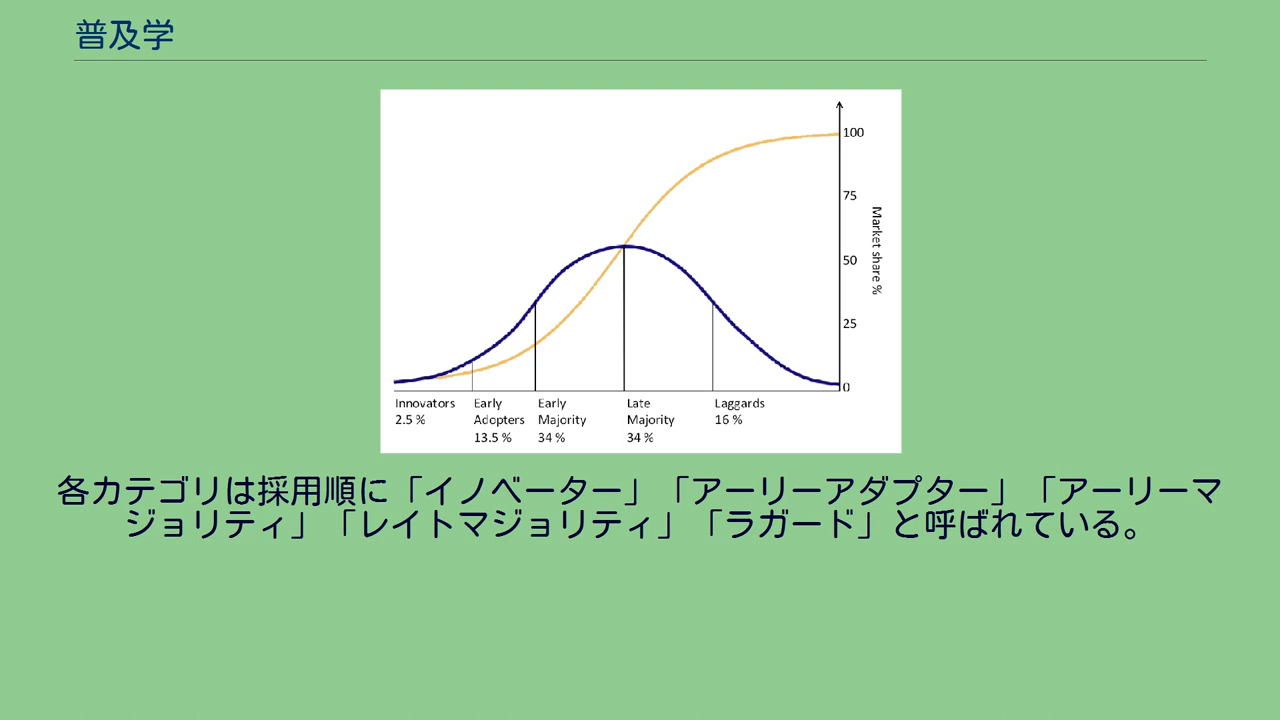 普及学
100
75
50
25
0
Market share %
Innovators
2.5 %
Early
Adopters
13.5 %
Early
Majority
34 %
Late
Majority
34 %
Laggards
16 %
各カテゴリは採用順に「イノベーター」「アーリーアダプター」「アーリーマ
ジョリティ」「レイトマジョリティ」「ラガード」と呼ばれている。